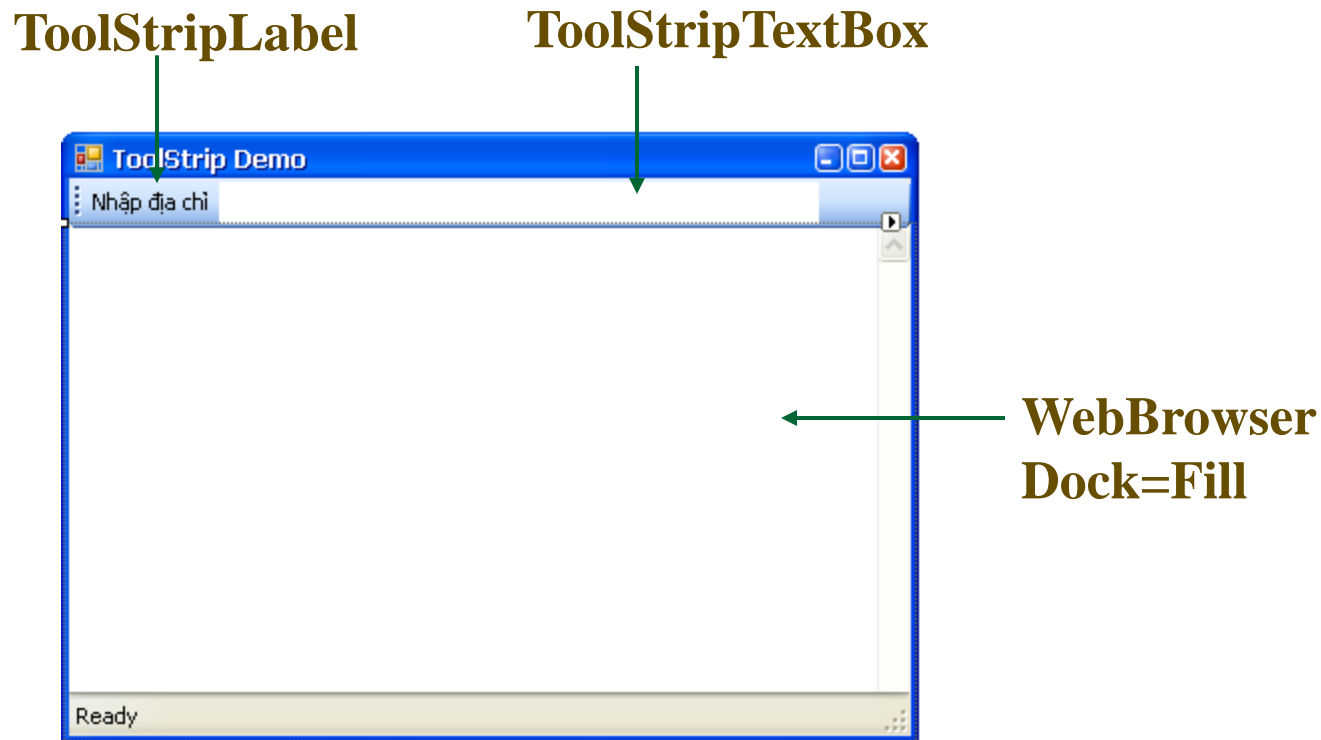 ToolStripLabel
ToolStripTextBox
ToolStrip Demo
Nhập địa chỉ
WebBrowser
Dock=Fill
Ready